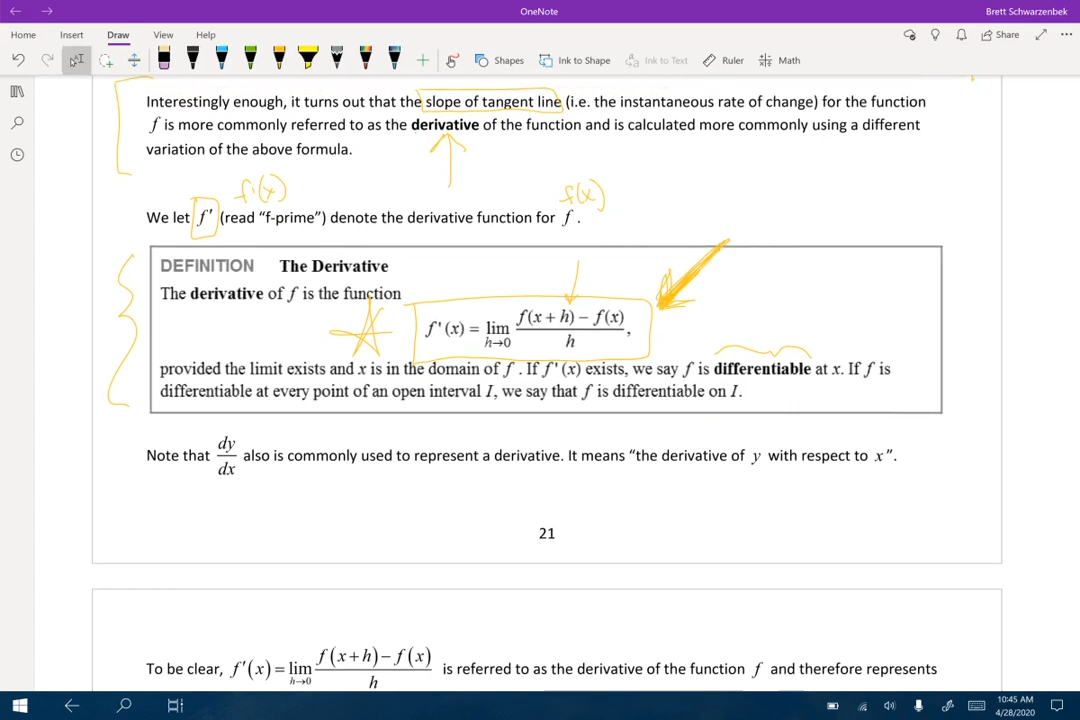 OneNote
Brett Schwarzenbek
Home Insert Draw View Help
Share
Shapes
Ink to Shape
Ink to Text
Ruler
Math
Interestingly enough, it turns out that the slope of tangent line (i.e. the instantaneous rate of change) for the function
f is more commonly referred to as the derivative of the function and is calculated more commonly using a different
variation of the above formula.
f'(x) f(x)
We let f' (read “f-prime”) denote the derivative function for f .
DEFINITION The Derivative
The derivative of f is the function
f '(x) = lim h→0 f(x + h) − f(x) / h ,
provided the limit exists and x is in the domain of f . If f '(x) exists, we say f is differentiable at x. If f is
differentiable at every point of an open interval I, we say that f is differentiable on I.
Note that dy/dx also is commonly used to represent a derivative. It means “the derivative of y with respect to x”.
21
To be clear, f'(x) = lim h→0 f(x+h)−f(x) / h is referred to as the derivative of the function f and therefore represents
10:45 AM
4/28/2020